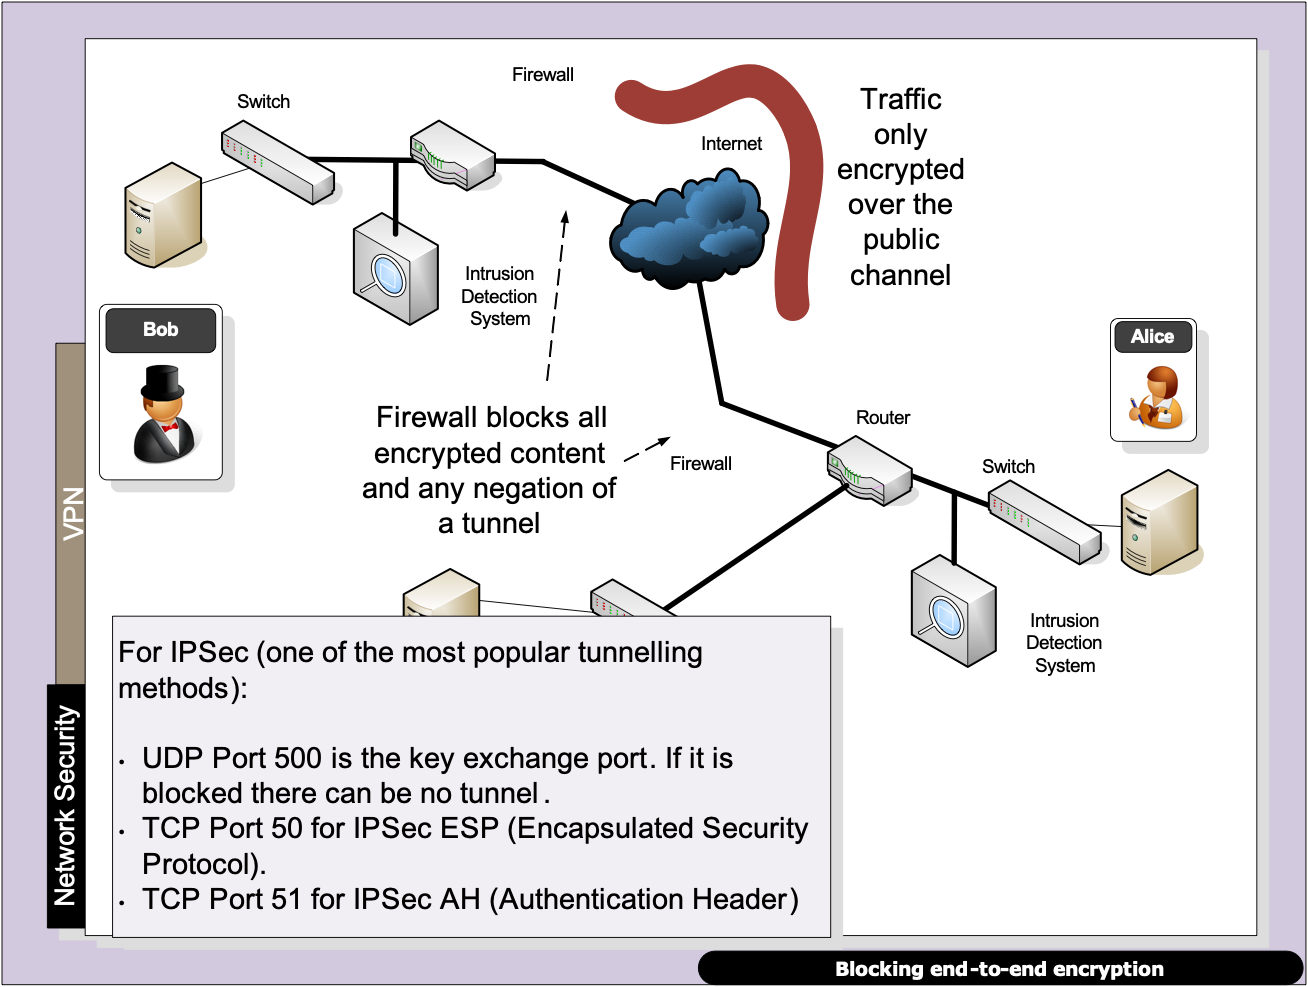 Firewall
Switch
Internet
Traffic
only
encrypted
over the
public
channel
Intrusion
Detection
System
Bob
Alice
Firewall blocks all
encrypted content
and any negation of
a tunnel
Router
Firewall
Switch
Intrusion
Detection
System
VPN
Network Security
For IPSec (one of the most popular tunnelling
methods):
· UDP Port 500 is the key exchange port. If it is
blocked there can be no tunnel.
· TCP Port 50 for IPSec ESP (Encapsulated Security
Protocol).
· TCP Port 51 for IPSec AH (Authentication Header)
Blocking end-to-end encryption